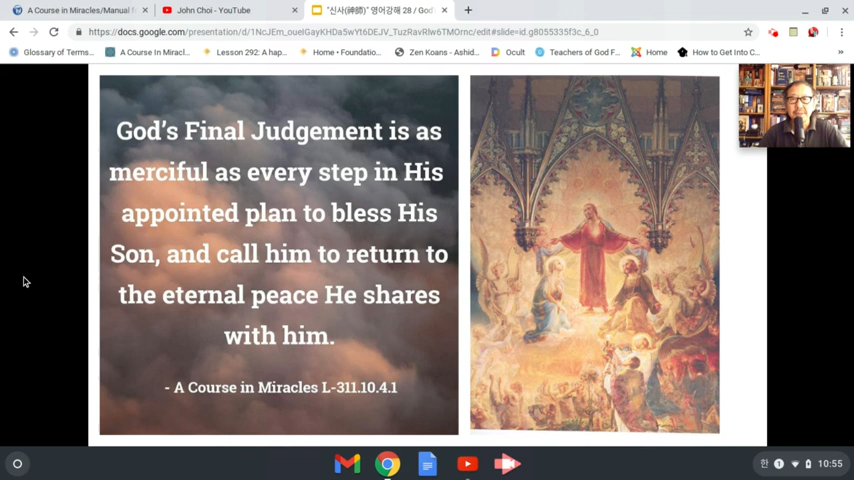 A Course in Miracles/Manual f
John Choi - YouTube
"신사(神師)" 영어강해 28 / God
https://docs.google.com/presentation/d/1NcJEm_oueIGayKHDa5wYt6DEJV_TuzRavRlw6TMOrnc/edit#slide=id.g8055335f3c_6_0
Glossary of Terms...
A Course In Miracl...
Lesson 292: A hap...
Home • Foundatio...
Zen Koans - Ashid...
Ocult
Teachers of God F...
Home
How to Get Into C...
God's Final Judgement is as
merciful as every step in His
appointed plan to bless His
Son, and call him to return to
the eternal peace He shares
with him.
- A Course in Miracles L-311.10.4.1
한
1
10:55